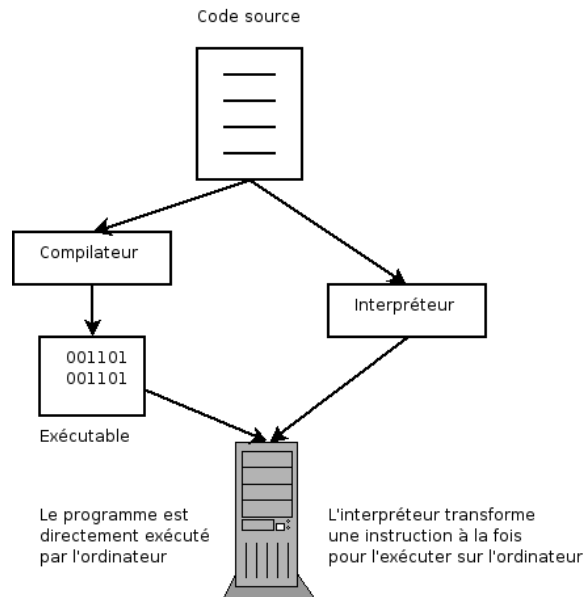 Code source
Compilateur
Interpréteur
001101
001101
Exécutable
Le programme est
directement exécuté
par l'ordinateur
L'interpréteur transforme
une instruction à la fois
pour l'exécuter sur l'ordinateur